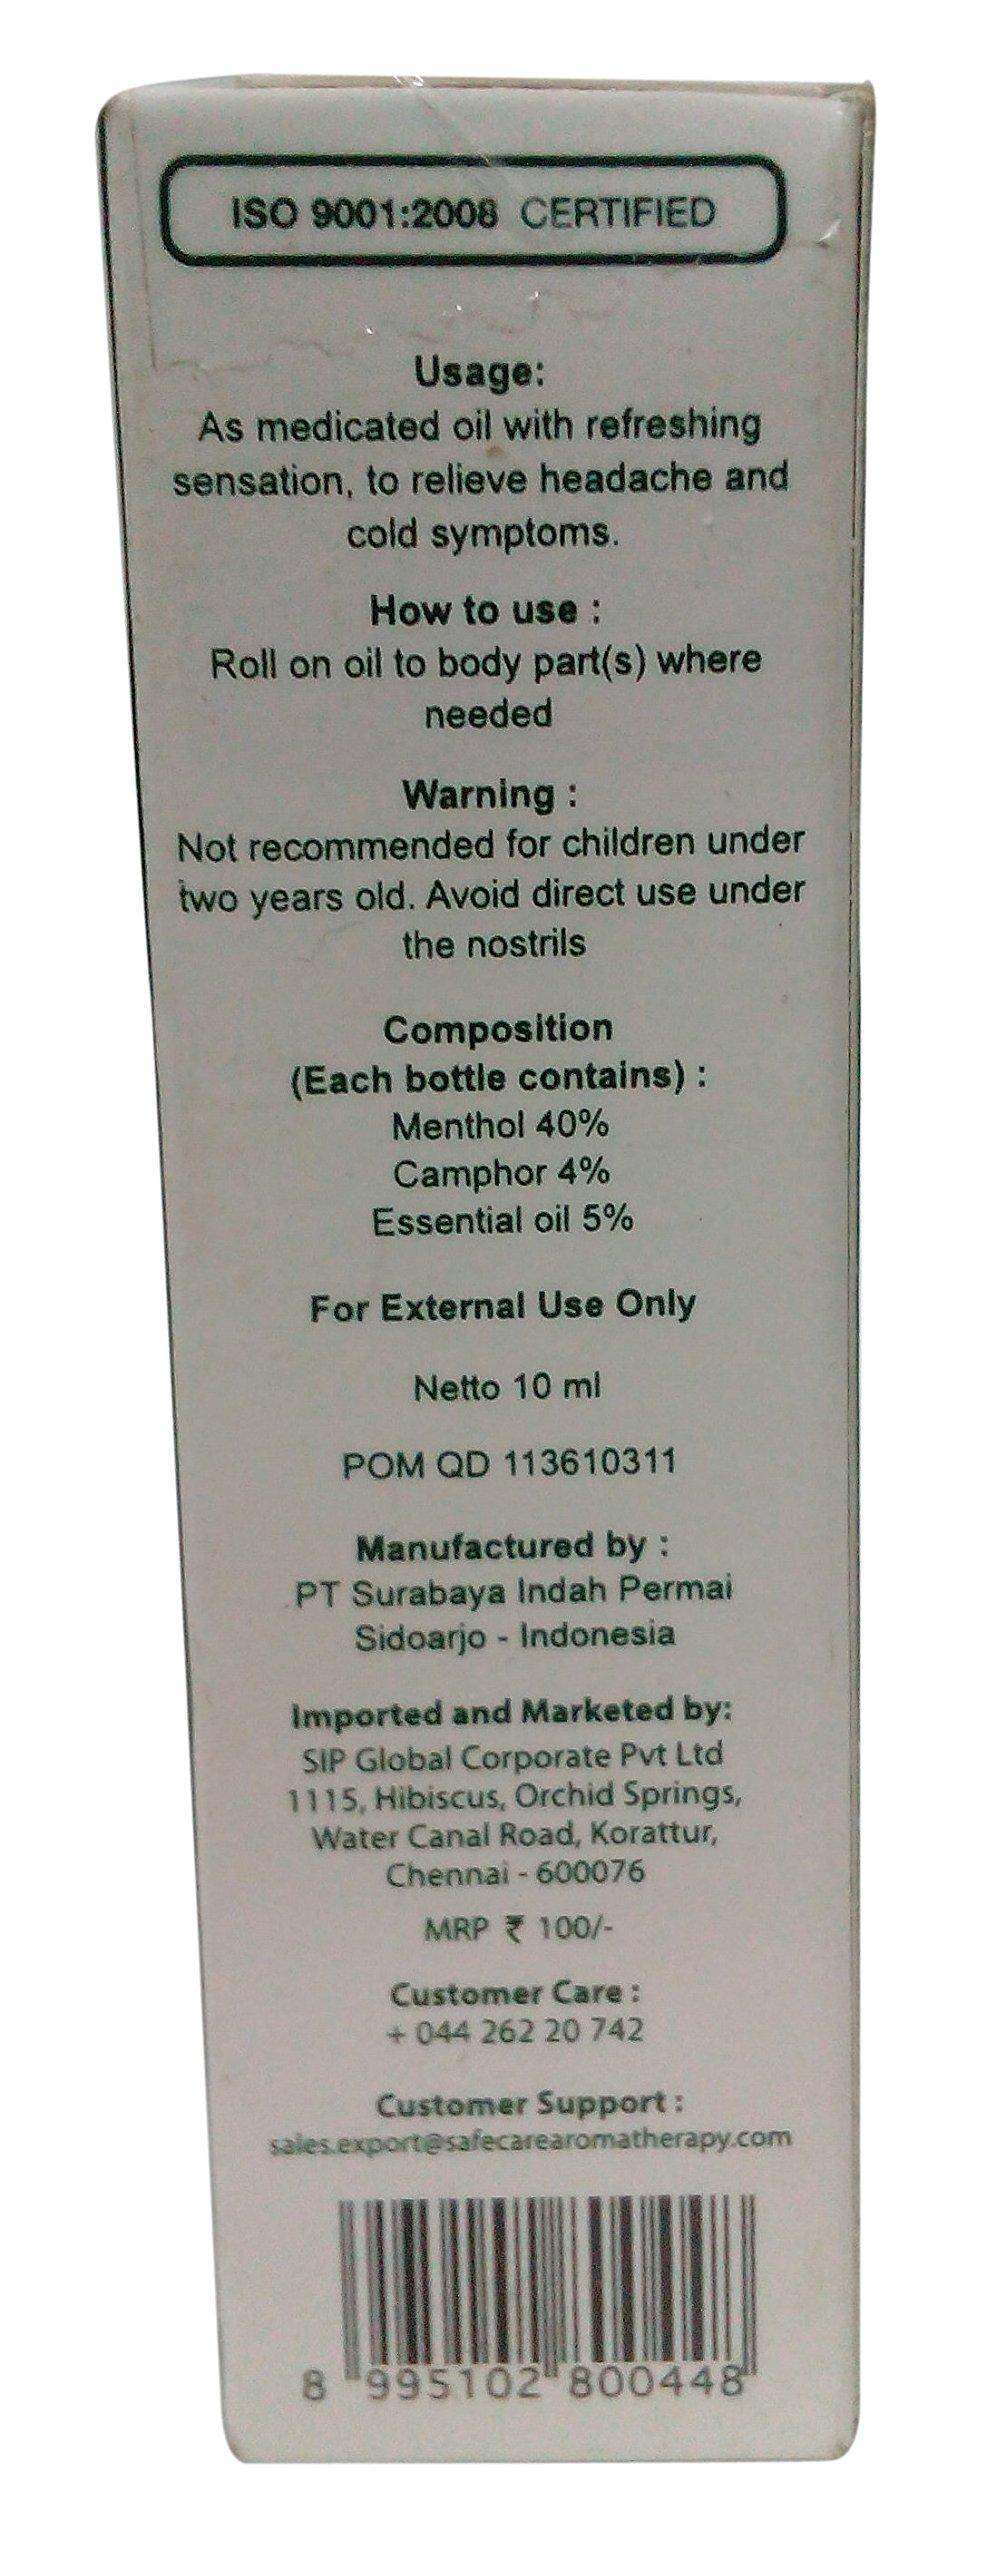 ISO 9001:2008 CERTIFIED
Usage:
As medicated oil with refreshing
sensation, to relieve headache and
cold symptoms.
How to use :
Roll on oil to body part(s) where
needed
Warning :
Not recommended for children under
two years old. Avoid direct use under
the nostrils
Composition
(Each bottle contains) :
Menthol 40%
Camphor 4%
Essential oil 5%
For External Use Only
Netto 10 ml
POM QD 113610311
Manufactured by :
PT Surabaya Indah Permai
Sidoarjo - Indonesia
Imported and Marketed by:
SIP Global Corporate Pvt Ltd
1115, Hibiscus, Orchid Springs,
Water Canal Road, Korattur,
Chennai - 600076
MRP ₹ 100/-
Customer Care :
+ 044 262 20 742
Customer Support :
sales.export@safecarearomatherapy.com
8 995102 800448